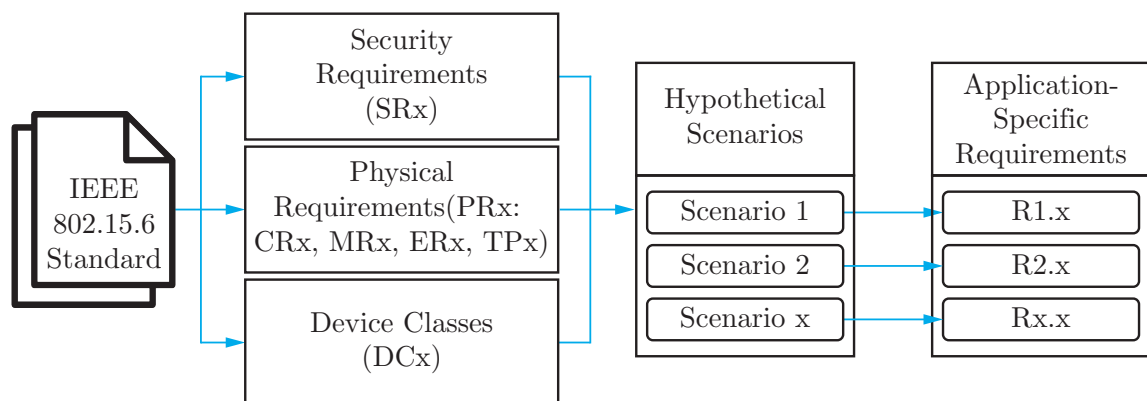 IEEE
802.15.6
Standard
Security
Requirements
(SRx)
Physical
Requirements(PRx:
CRx, MRx, ERx, TPx)
Device Classes
(DCx)
Hypothetical
Scenarios
Scenario 1
Scenario 2
Scenario x
Application-
Specific
Requirements
R1.x
R2.x
Rx.x